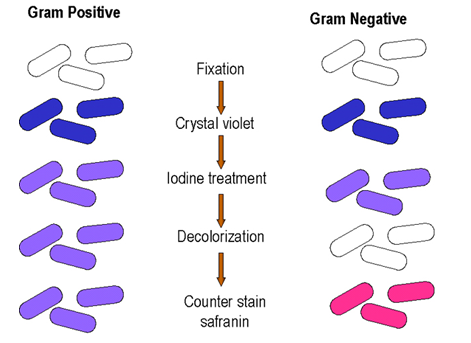 Gram Positive
Gram Negative
Fixation
Crystal violet
Iodine treatment
Decolorization
Counter stain
safranin